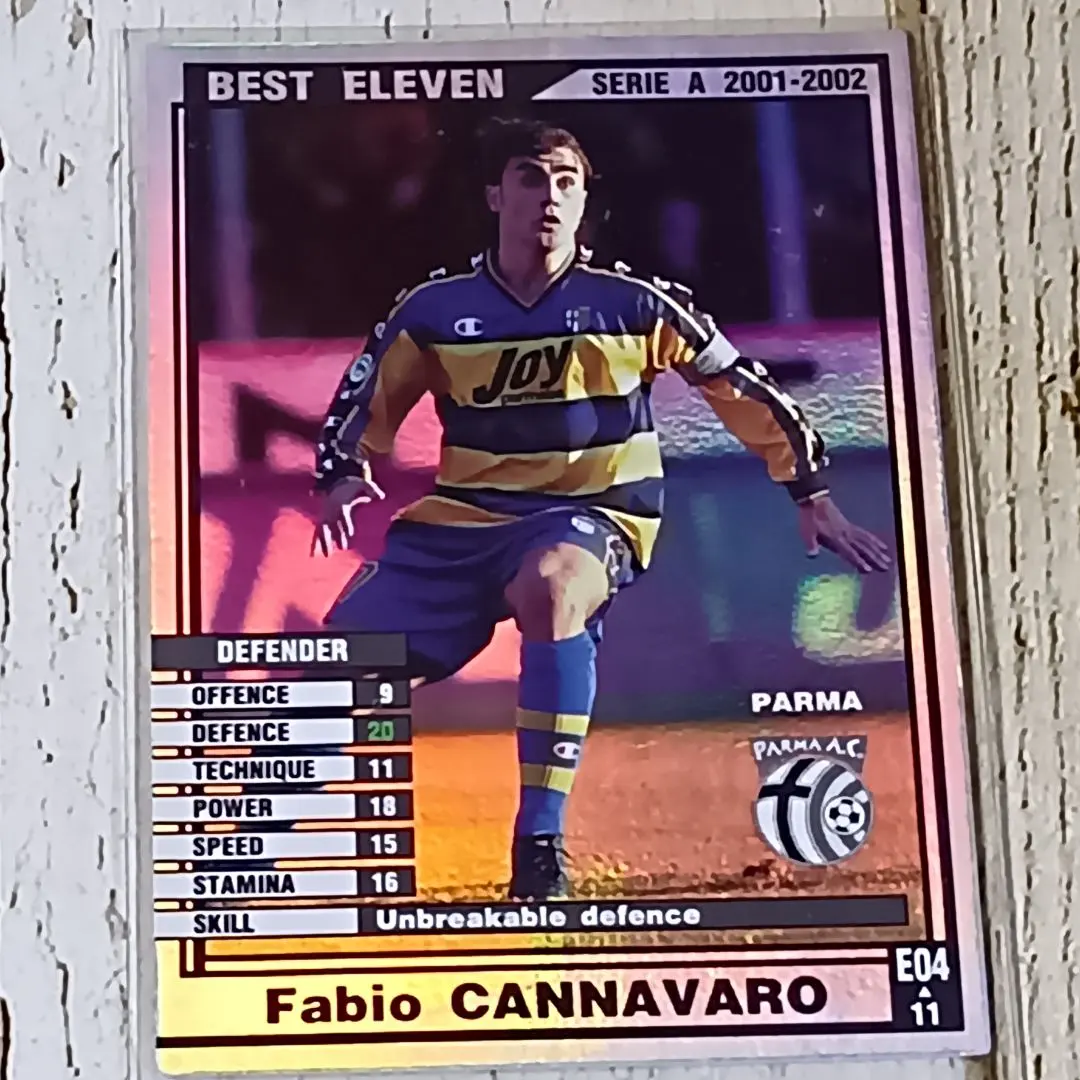 BEST ELEVEN
SERIE A 2001-2002
Joy
DEFENDER
OFFENCE 9
DEFENCE 20
TECHNIQUE 11
POWER 18
SPEED 15
STAMINA 16
SKILL Unbreakable defence
PARMA
PARMA A.C.
Fabio CANNAVARO
E04
11